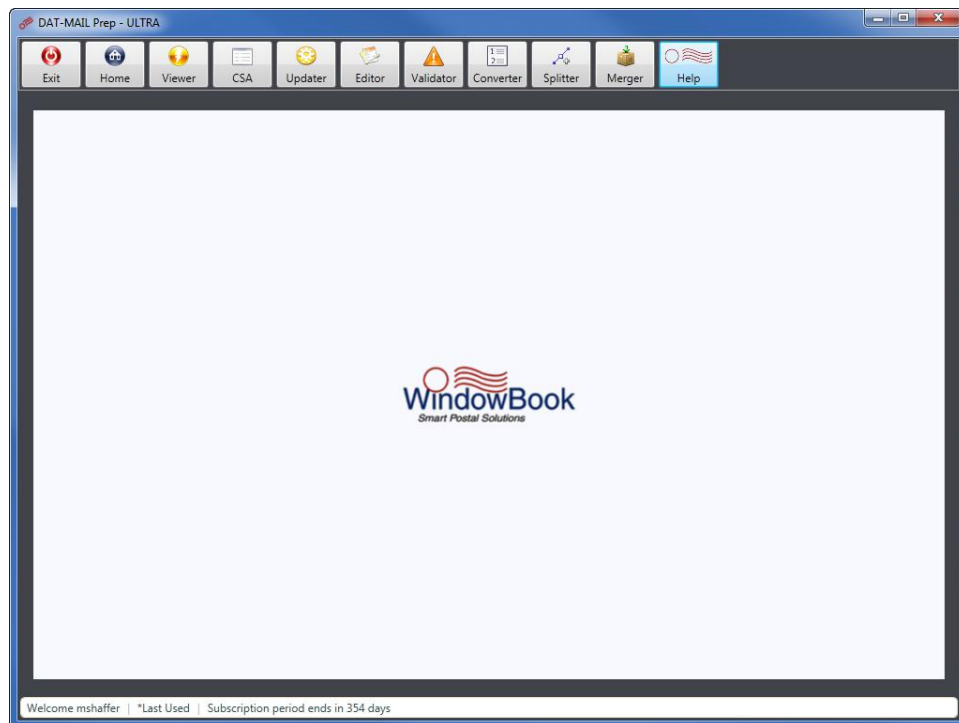 DAT-MAIL Prep - ULTRA
Exit Home Viewer CSA Updater Editor Validator Converter Splitter Merger Help
WindowBook
Smart Postal Solutions
Welcome mshaffer | *Last Used | Subscription period ends in 354 days